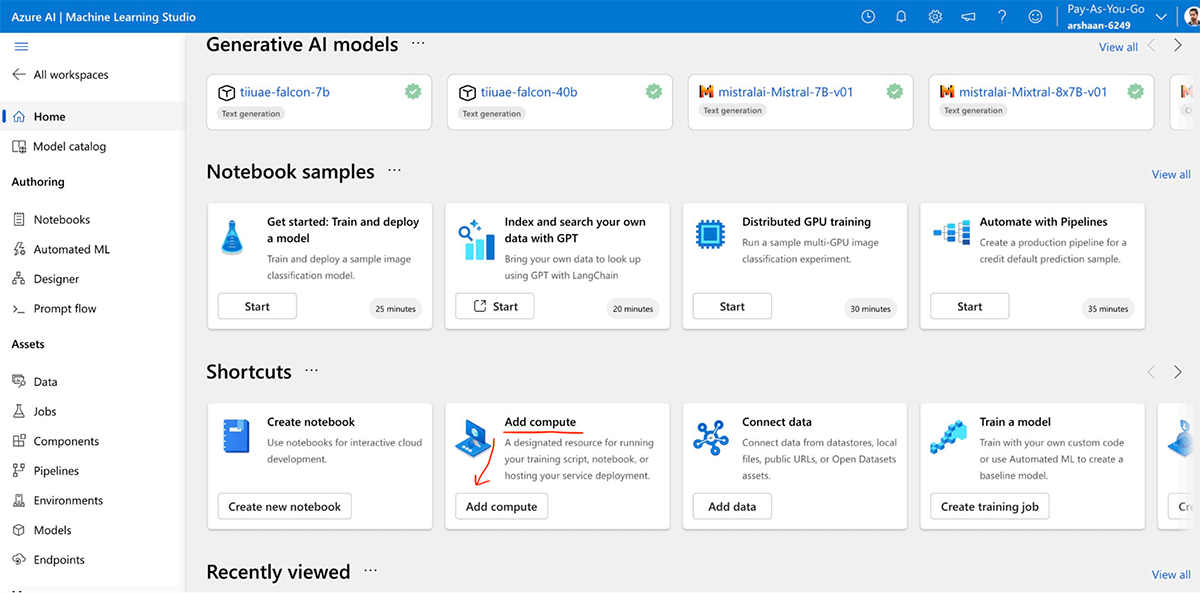 Azure AI | Machine Learning Studio
Pay-As-You-Go
arshaan-6249
All workspaces
Home
Model catalog
Authoring
Notebooks
Automated ML
Designer
Prompt flow
Assets
Data
Jobs
Components
Pipelines
Environments
Models
Endpoints
Generative AI models ...
View all
tiiuae-falcon-7b
Text generation
tiiuae-falcon-40b
Text generation
mistralai-Mistral-7B-v01
Text generation
mistralai-Mixtral-8x7B-v01
Text generation
Notebook samples ...
View all
Get started: Train and deploy
a model
Train and deploy a sample image
classification model.
Start
25 minutes
Index and search your own
data with GPT
Bring your own data to look up
using GPT with LangChain
Start
20 minutes
Distributed GPU training
Run a sample multi-GPU image
classification experiment.
Start
30 minutes
Automate with Pipelines
Create a production pipeline for a
credit default prediction sample.
Start
35 minutes
Shortcuts ...
Create notebook
Use notebooks for interactive cloud
development.
Create new notebook
Add compute
A designated resource for running
your training script, notebook, or
hosting your service deployment.
Add compute
Connect data
Connect data from datastores, local
files, public URLs, or Open Datasets
assets.
Add data
Train a model
Train with your own custom code
or use Automated ML to create a
baseline model.
Create training job
Recently viewed ...
View all